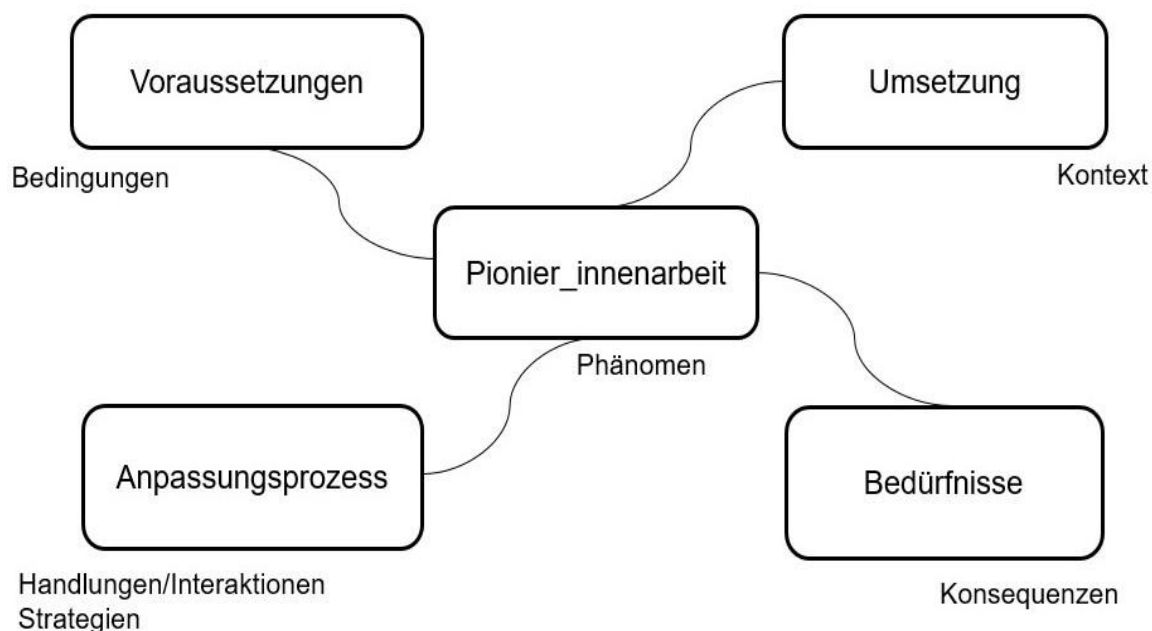 Voraussetzungen
Umsetzung
Bedingungen
Kontext
Pionier_innenarbeit
Phänomen
Anpassungsprozess
Bedürfnisse
Handlungen/Interaktionen
Strategien
Konsequenzen